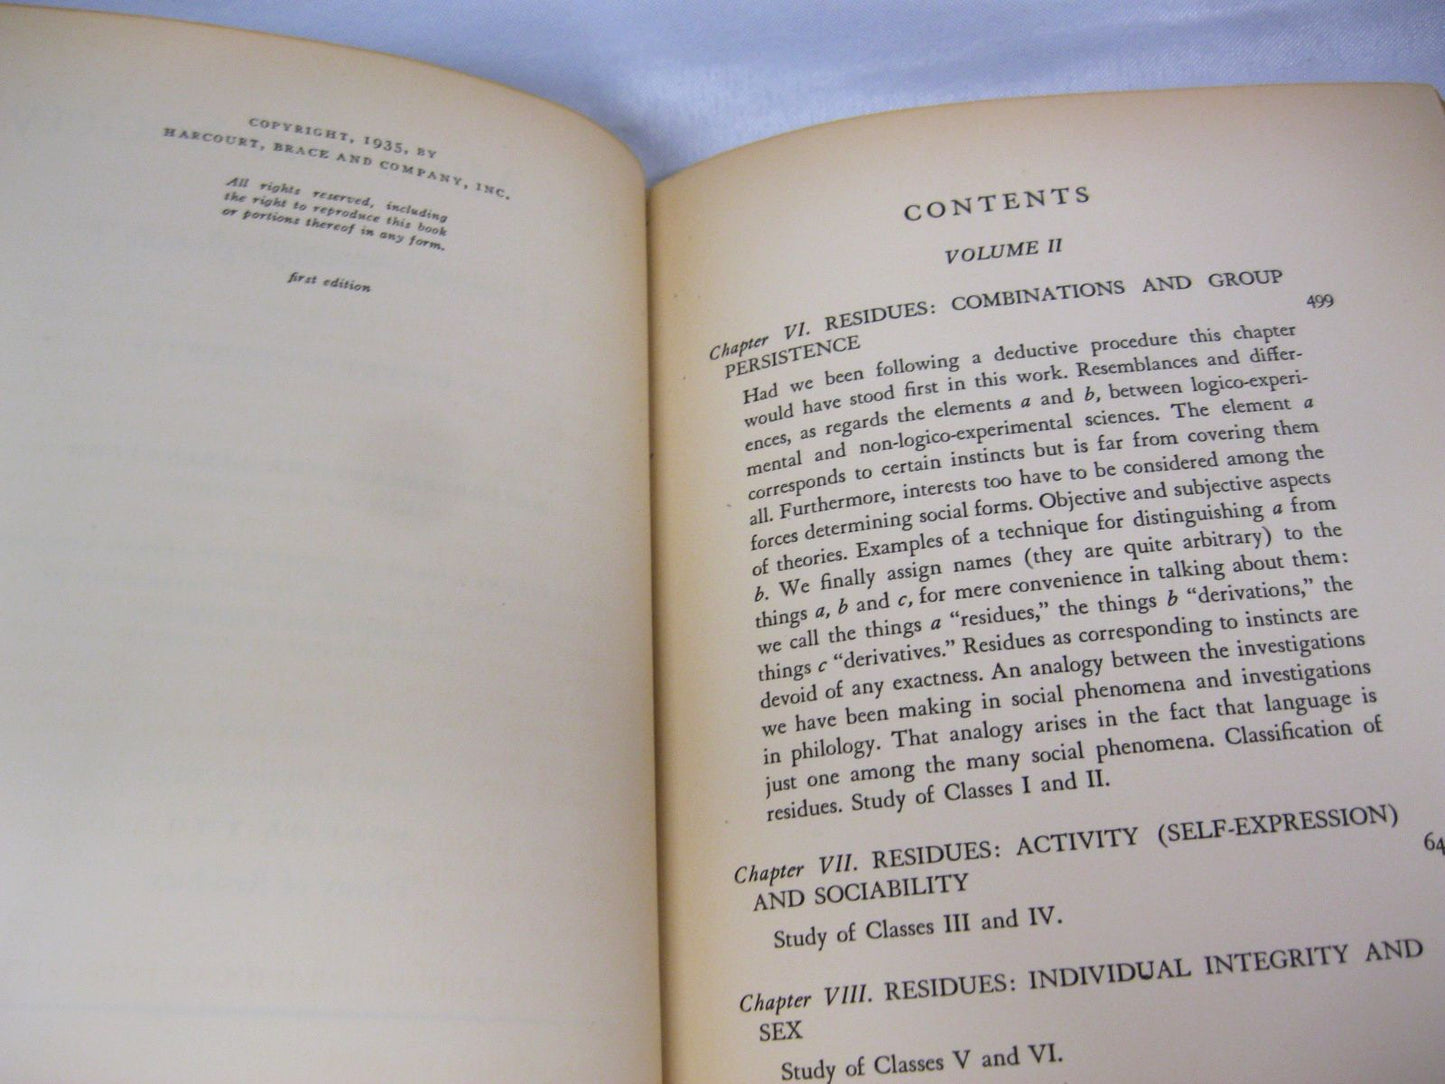 COPYRIGHT, 1935, BY
HARCOURT, BRACE AND COMPANY, INC.
All rights reserved, including
the right to reproduce this book
or portions thereof in any form.
first edition
CONTENTS
VOLUME II
Chapter VI. RESIDUES: COMBINATIONS AND GROUP
PERSISTENCE 499
Had we been following a deductive procedure this chapter
would have stood first in this work. Resemblances and differ-
ences, as regards the elements a and b, between logico-experi-
mental and non-logico-experimental sciences. The element a
corresponds to certain instincts but is far from covering them
all. Furthermore, interests too have to be considered among the
forces determining social forms. Objective and subjective aspects
of theories. Examples of a technique for distinguishing a from
b. We finally assign names (they are quite arbitrary) to the
things a, b and c, for mere convenience in talking about them:
we call the things a “residues,” the things b “derivations,” the
things c “derivatives.” Residues as corresponding to instincts are
devoid of any exactness. An analogy between the investigations
we have been making in social phenomena and investigations
in philology. That analogy arises in the fact that language is
just one among the many social phenomena. Classification of
residues. Study of Classes I and II.
Chapter VII. RESIDUES: ACTIVITY (SELF-EXPRESSION)
AND SOCIABILITY 64
Study of Classes III and IV.
Chapter VIII. RESIDUES: INDIVIDUAL INTEGRITY AND
SEX
Study of Classes V and VI.